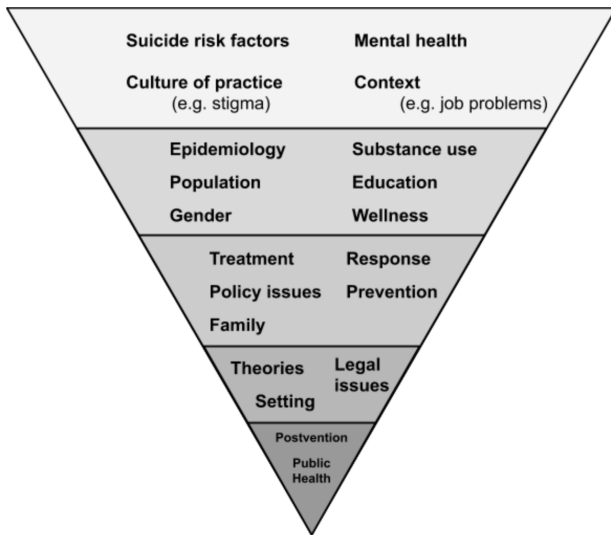 Suicide risk factors Mental health
Culture of practice Context
(e.g. stigma) (e.g. job problems)
Epidemiology Substance use
Population Education
Gender Wellness
Treatment Response
Policy issues Prevention
Family
Theories Legal
issues
Setting
Postvention
Public
Health